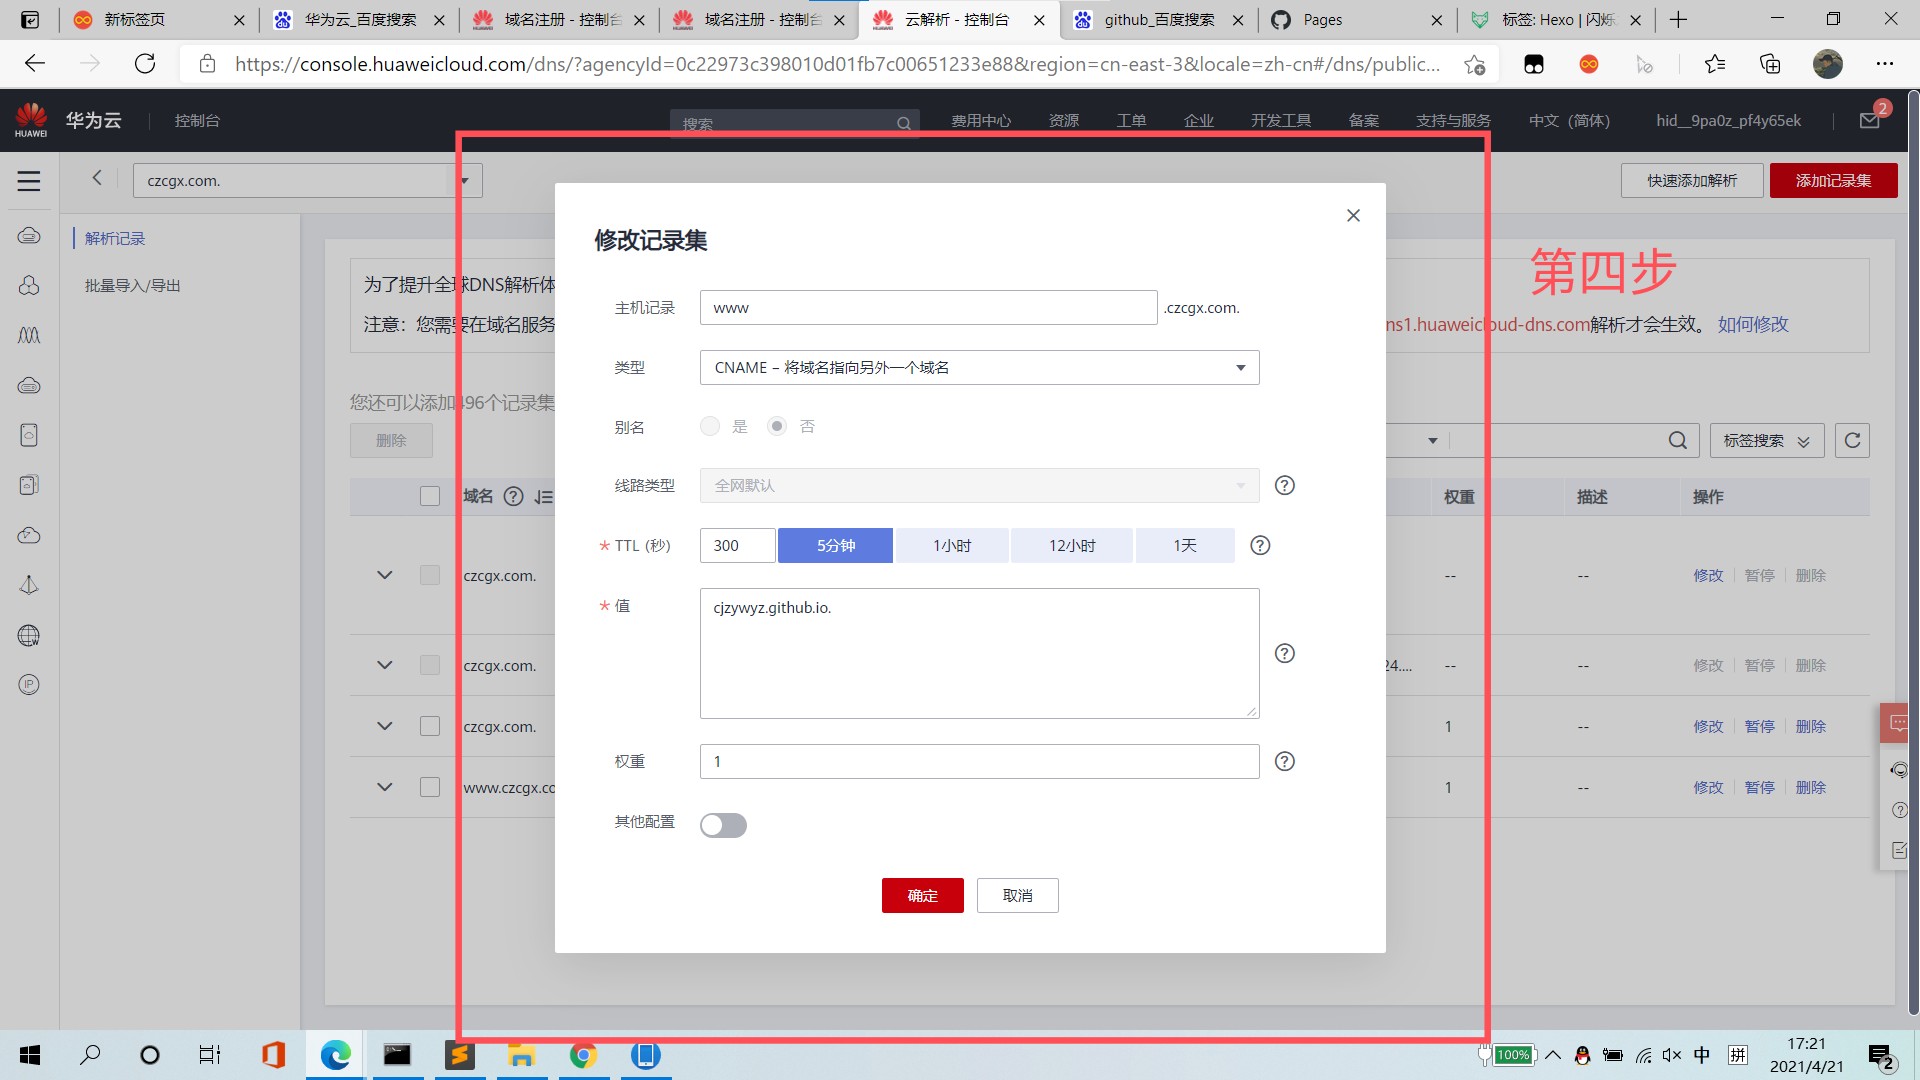 新标签页
华为云_百度搜索
域名注册 - 控制台
域名注册 - 控制台
云解析 - 控制台
github_百度搜索
Pages
标签: Hexo | 闪烁
https://console.huaweicloud.com/dns/?agencyId=0c22973c398010d01fb7c00651233e88&region=cn-east-3&locale=zh-cn#/dns/public...
HUAWEI
华为云
控制台
搜索
费用中心
资源
工单
企业
开发工具
备案
支持与服务
中文（简体）
hid__9pa0z_pf4y65ek
2
czcgx.com.
快速添加解析
添加记录集
解析记录
批量导入/导出
为了提升全球DNS解析体
注意：您需要在域名服务
ns1.huaweicloud-dns.com解析才会生效。 如何修改
第四步
您还可以添加496个记录集
删除
标签搜索
域名
权重
描述
操作
czcgx.com.
--
--
修改
暂停
删除
czcgx.com.
24....
--
--
修改
暂停
删除
czcgx.com.
1
--
修改
暂停
删除
www.czcgx.co
1
--
修改
暂停
删除
修改记录集
主机记录
www
.czcgx.com.
类型
CNAME – 将域名指向另外一个域名
别名
是
否
线路类型
全网默认
* TTL (秒)
300
5分钟
1小时
12小时
1天
* 值
cjzywyz.github.io.
权重
1
其他配置
确定
取消
IP
100%
中
拼
17:21
2021/4/21
2